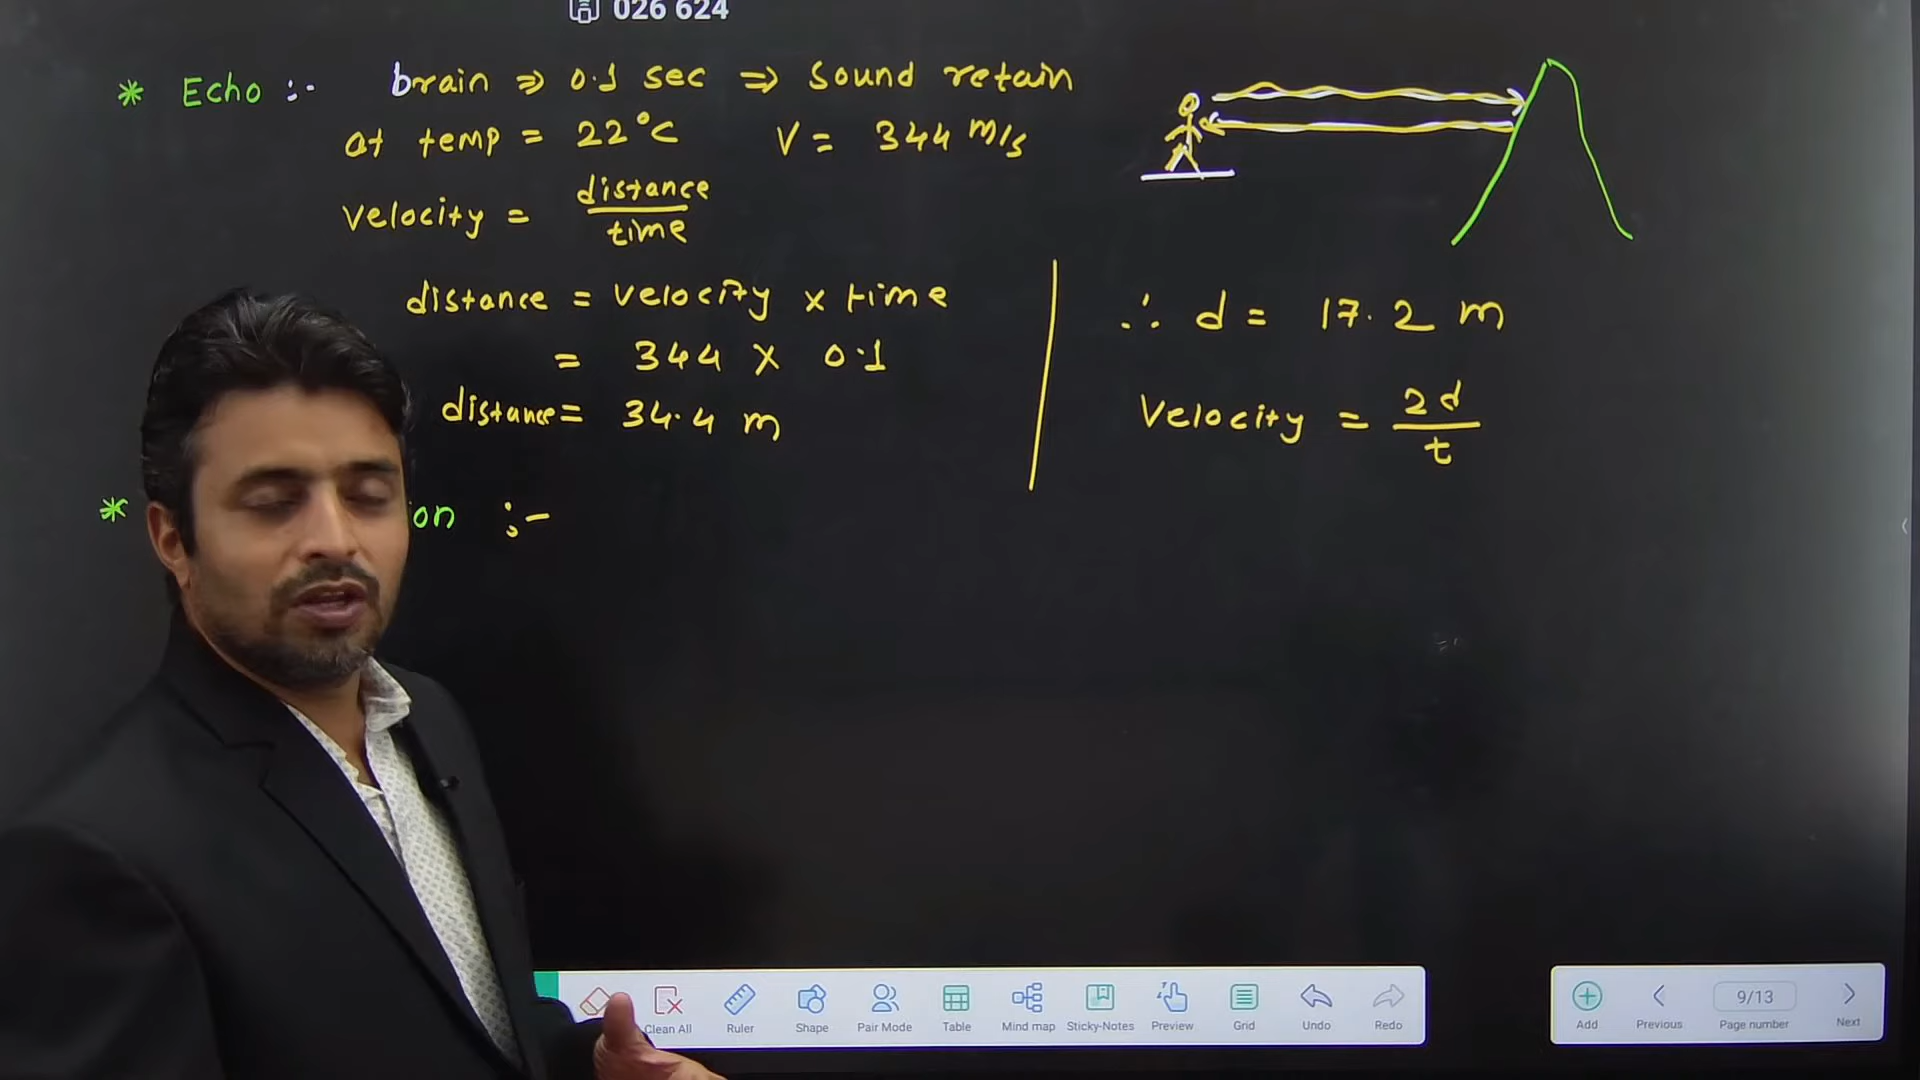 026 624
* Echo :- brain ⇒ 0.1 sec ⇒ Sound retain
at temp = 22°C V = 344 m/s
velocity = distance / time
distance = velocity x time
= 344 x 0.1
distance = 34.4 m
∴ d = 17.2 m
Velocity = 2d / t
* :-
Clean All
Ruler
Shape
Pair Mode
Table
Mind map
Sticky-Notes
Preview
Grid
Undo
Redo
Add
Previous
9/13
Page number
Next